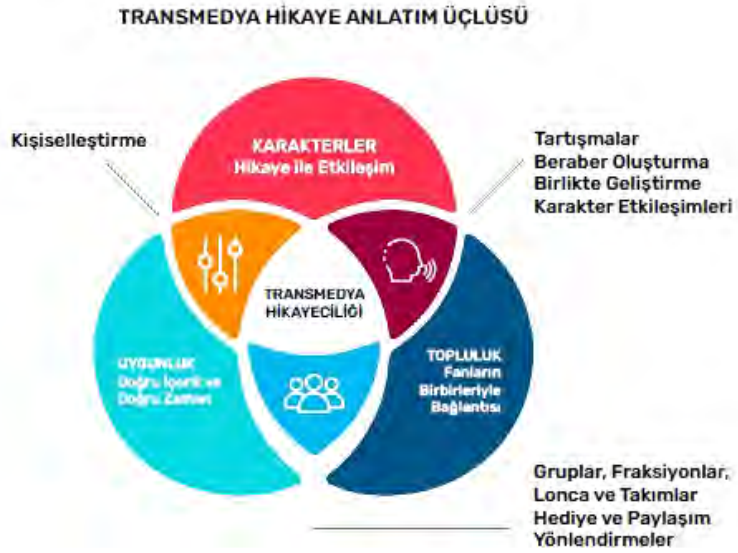 TRANSMEDYA HİKAYE ANLATIM ÜÇLÜSÜ
Kişiselleştirme
KARAKTERLER
Hikaye ile Etkileşim
Tartışmalar
Beraber Oluşturma
Birlikte Geliştirme
Karakter Etkileşimleri
TRANSMEDYA
HİKAYECİLİĞİ
UYGUNLUK
Doğru İçerik ve
Doğru Zaman
TOPLULUK
Fanların
Birbirleriyle
Bağlantısı
Gruplar, Fraksiyonlar,
Lonca ve Takımlar
Hediye ve Paylaşım
Yönlendirmeler